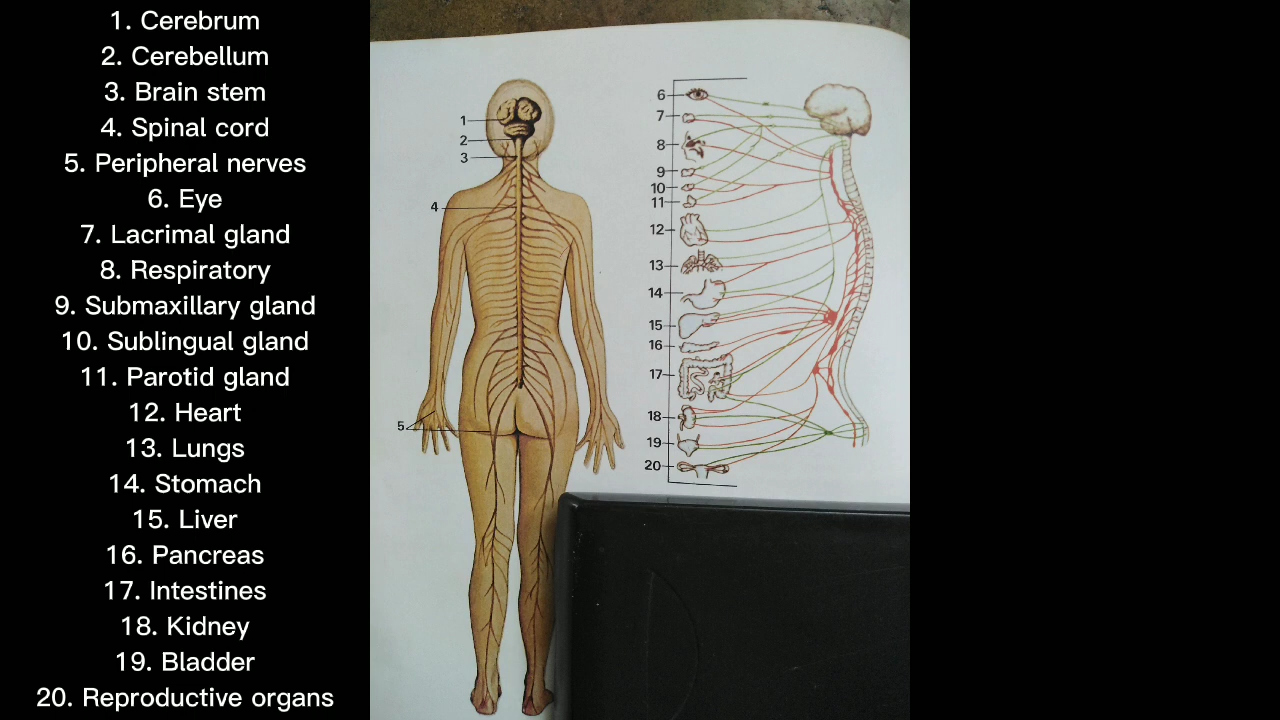 1. Cerebrum
2. Cerebellum
3. Brain stem
4. Spinal cord
5. Peripheral nerves
6. Eye
7. Lacrimal gland
8. Respiratory
9. Submaxillary gland
10. Sublingual gland
11. Parotid gland
12. Heart
13. Lungs
14. Stomach
15. Liver
16. Pancreas
17. Intestines
18. Kidney
19. Bladder
20. Reproductive organs
1
2
3
4
5
6
7
8
9
10
11
12
13
14
15
16
17
18
19
20